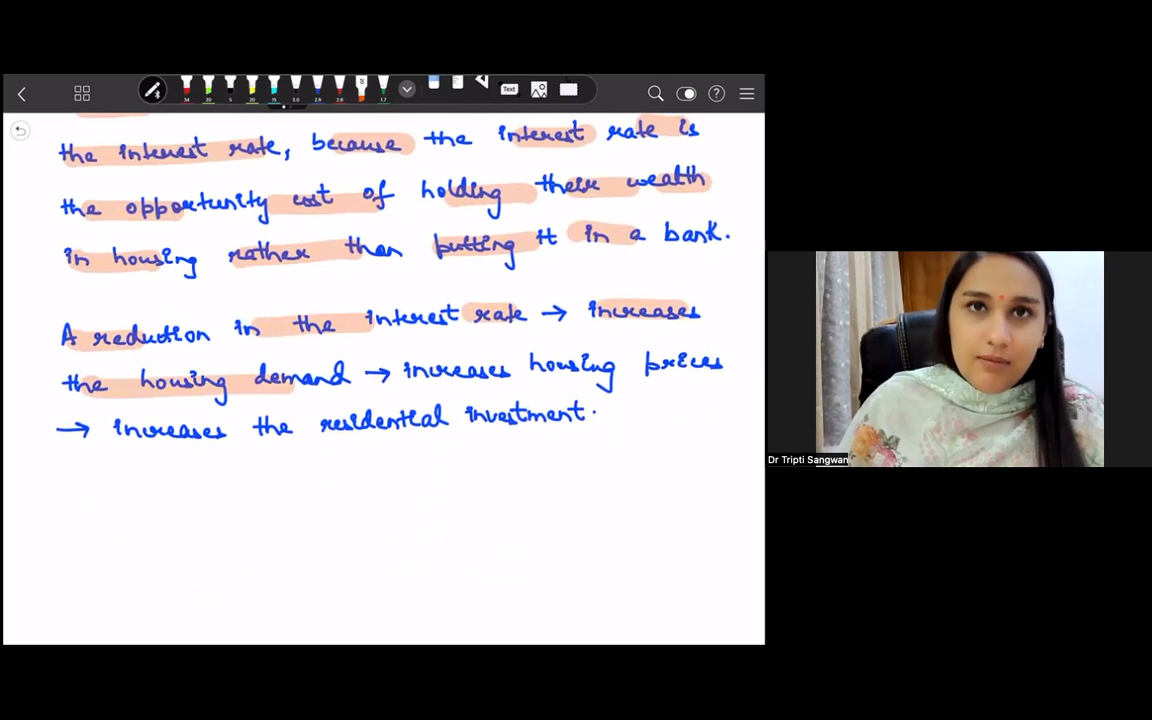 Text
the interest rate, because the interest rate is
the opportunity cost of holding their wealth
in housing rather than putting it in a bank.
A reduction in the interest rate → increases
the housing demand → increases housing prices
→ increases the residential investment.
Dr Tripti Sangwan